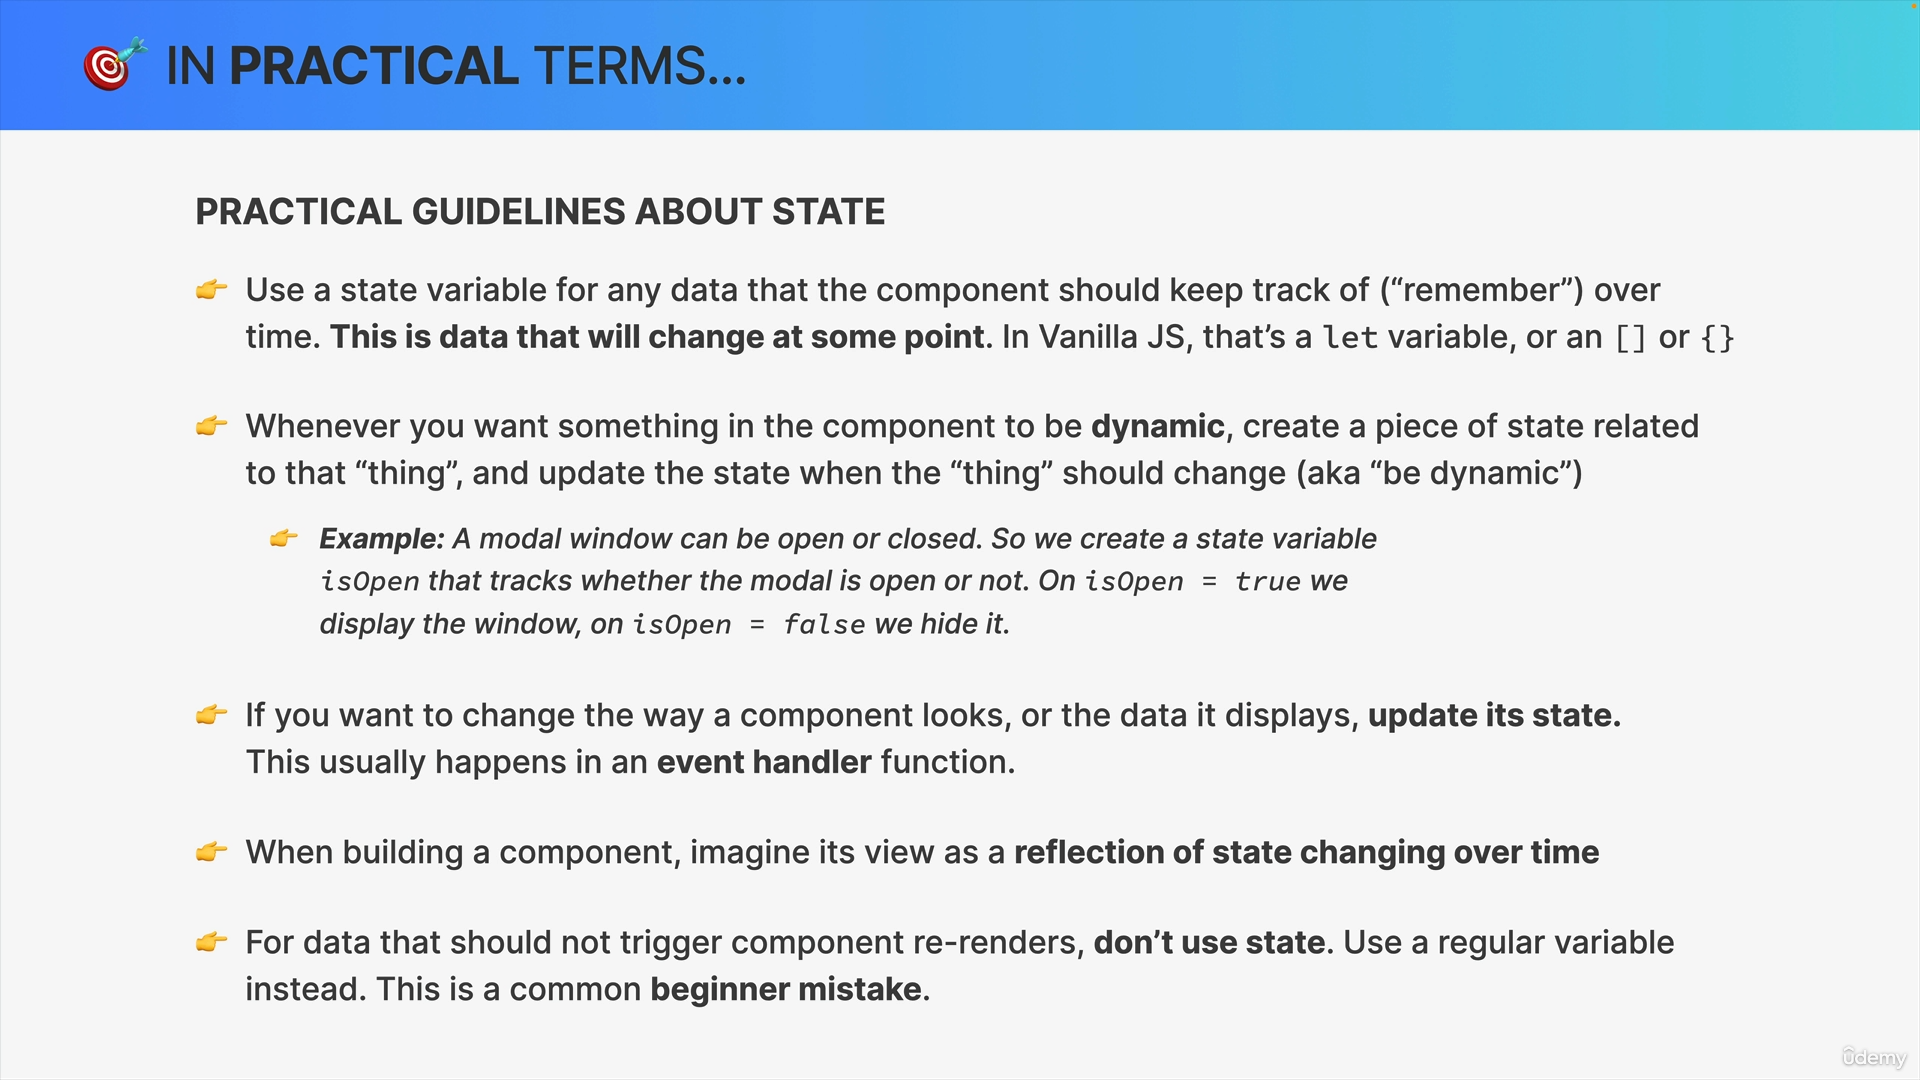 IN PRACTICAL TERMS...
PRACTICAL GUIDELINES ABOUT STATE
Use a state variable for any data that the component should keep track of (“remember”) over
time. This is data that will change at some point. In Vanilla JS, that’s a let variable, or an [] or {}
Whenever you want something in the component to be dynamic, create a piece of state related
to that “thing”, and update the state when the “thing” should change (aka “be dynamic”)
Example: A modal window can be open or closed. So we create a state variable
isOpen that tracks whether the modal is open or not. On isOpen = true we
display the window, on isOpen = false we hide it.
If you want to change the way a component looks, or the data it displays, update its state.
This usually happens in an event handler function.
When building a component, imagine its view as a reflection of state changing over time
For data that should not trigger component re-renders, don’t use state. Use a regular variable
instead. This is a common beginner mistake.
ûdemy